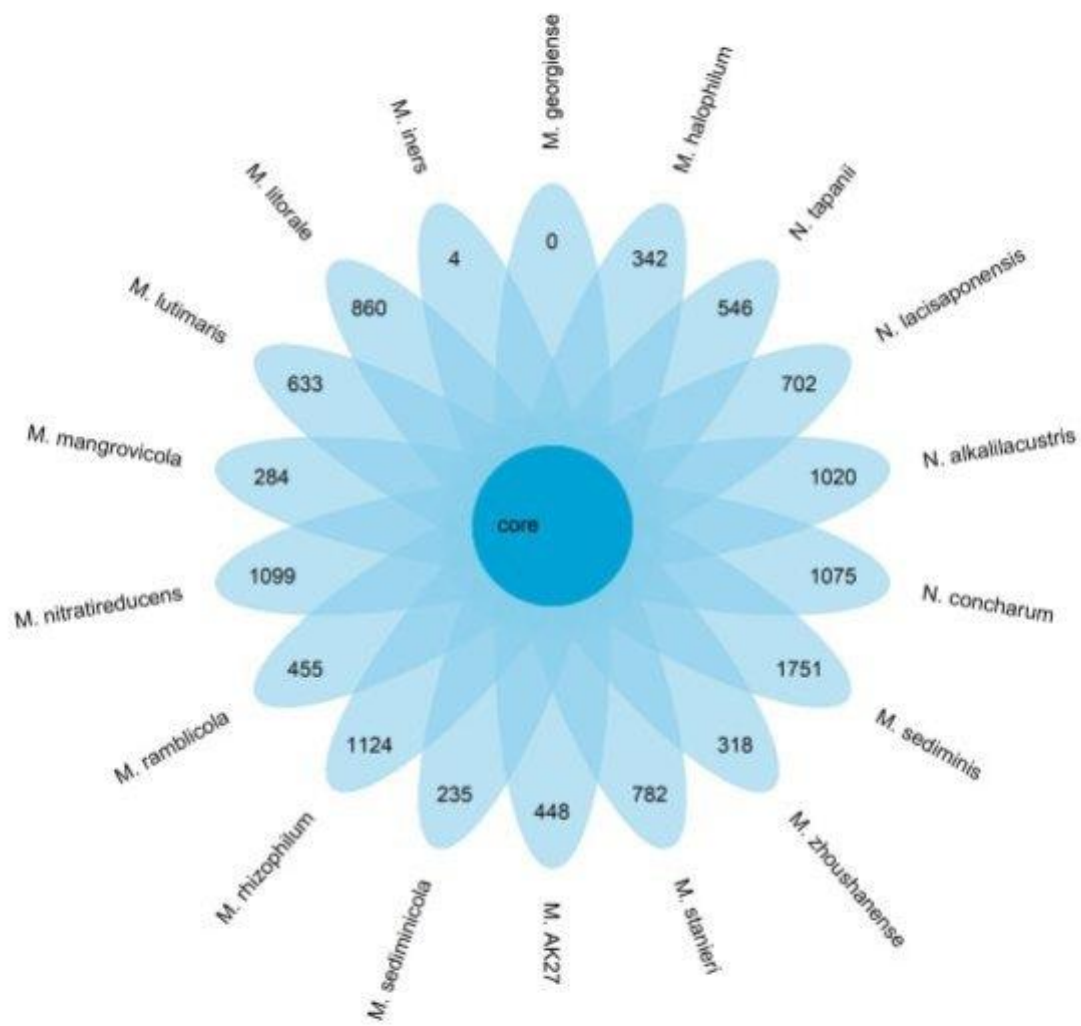 M. georgiense
0
M. halophilum
342
N. tapanii
546
N. lacisaponensis
702
N. alkalilacustris
1020
N. concharum
1075
M. sediminis
1751
M. zhoushanense
318
M. stanieri
782
M. AK27
448
M. sediminicola
235
M. rhizophilum
1124
M. ramblicola
455
M. nitratireducens
1099
M. mangrovicola
284
M. lutimaris
633
M. litorale
860
M. iners
4
core